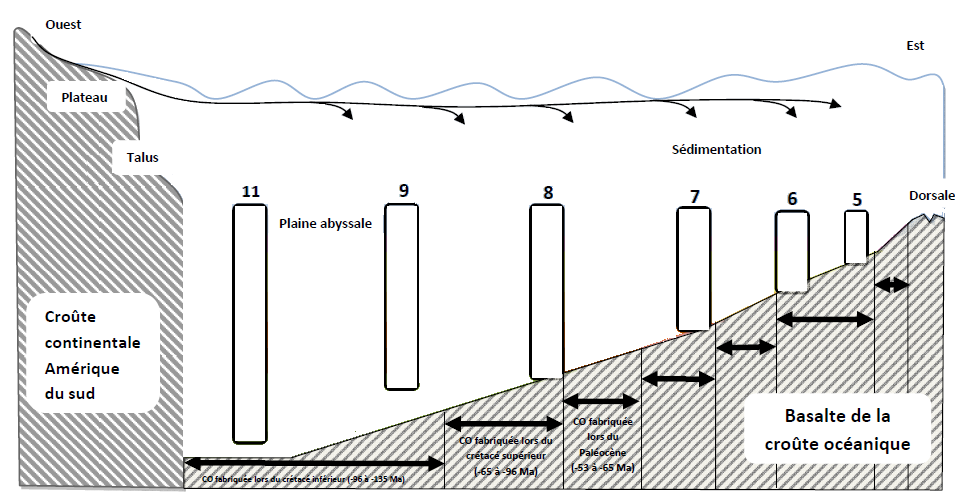 Ouest
Est
Plateau
Talus
Sédimentation
11
9
8
7
6
5
Dorsale
Plaine abyssale
Croûte
continentale
Amérique
du sud
Basalte de la
croûte océanique
CO fabriquée
lors du
Paléocène
(-53 à -65 Ma)
CO fabriquée lors du
crétacé supérieur
(-65 à -96 Ma)
CO fabriquée lors du crétacé inférieur (-96 à -135 Ma)